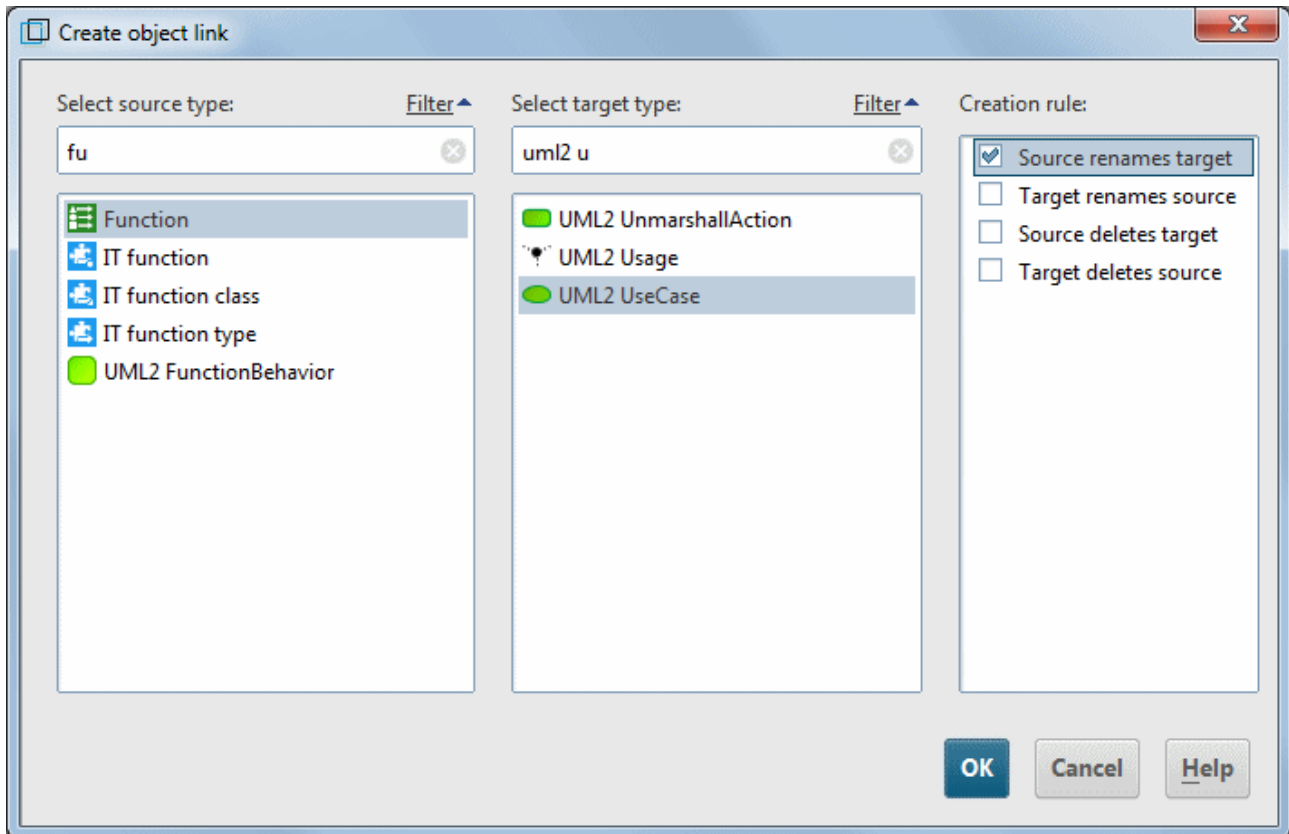 Create object link
Select source type:
Filter
Select target type:
Filter
Creation rule:
fu
uml2 u
Function
IT function
IT function class
IT function type
UML2 FunctionBehavior
UML2 UnmarshallAction
UML2 Usage
UML2 UseCase
Source renames target
Target renames source
Source deletes target
Target deletes source
OK
Cancel
Help